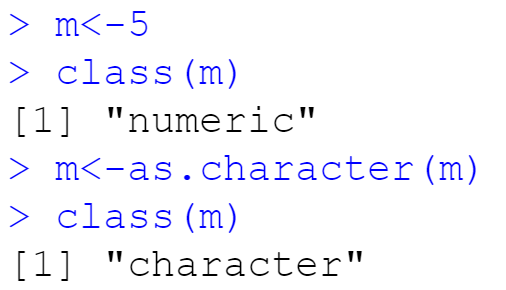 > m<-5
> class(m)
[1] "numeric"
> m<-as.character(m)
> class(m)
[1] "character"